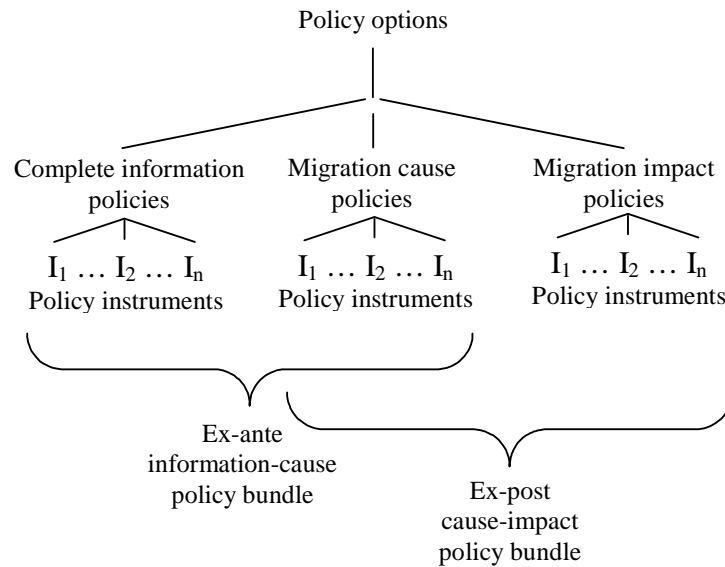 Policy options
Complete information
policies
Migration cause
policies
Migration impact
policies
I₁ … I₂ … Iₙ
Policy instruments
I₁ … I₂ … Iₙ
Policy instruments
I₁ … I₂ … Iₙ
Policy instruments
Ex-ante
information-cause
policy bundle
Ex-post
cause-impact
policy bundle